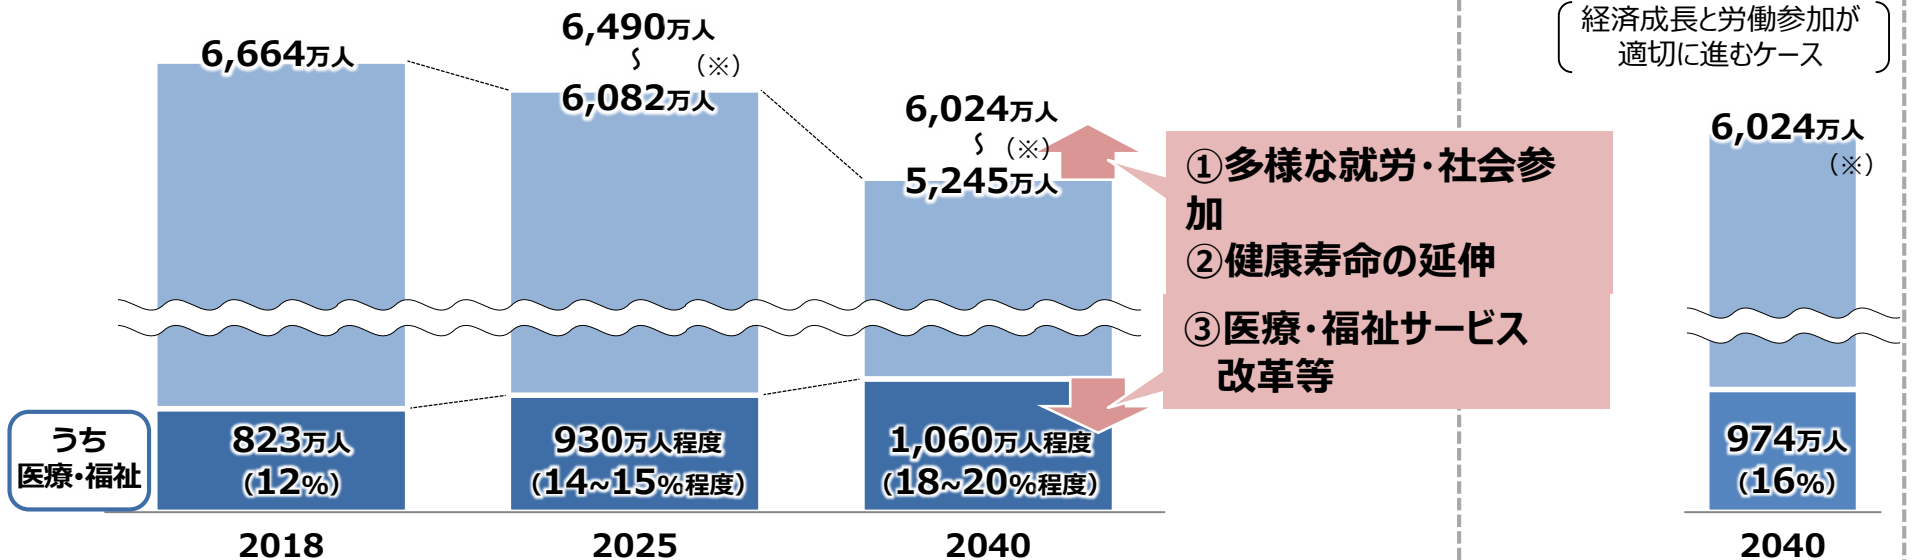 6,664万人
6,490万人
～
（※）
6,082万人
6,024万人
～（※）
5,245万人
①多様な就労・社会参
加
②健康寿命の延伸
③医療・福祉サービス
改革等
うち
医療・福祉
823万人
（12%）
930万人程度
（14~15%程度）
1,060万人程度
（18~20%程度）
2018
2025
2040
経済成長と労働参加が
適切に進むケース
6,024万人
（※）
974万人
（16%）
2040